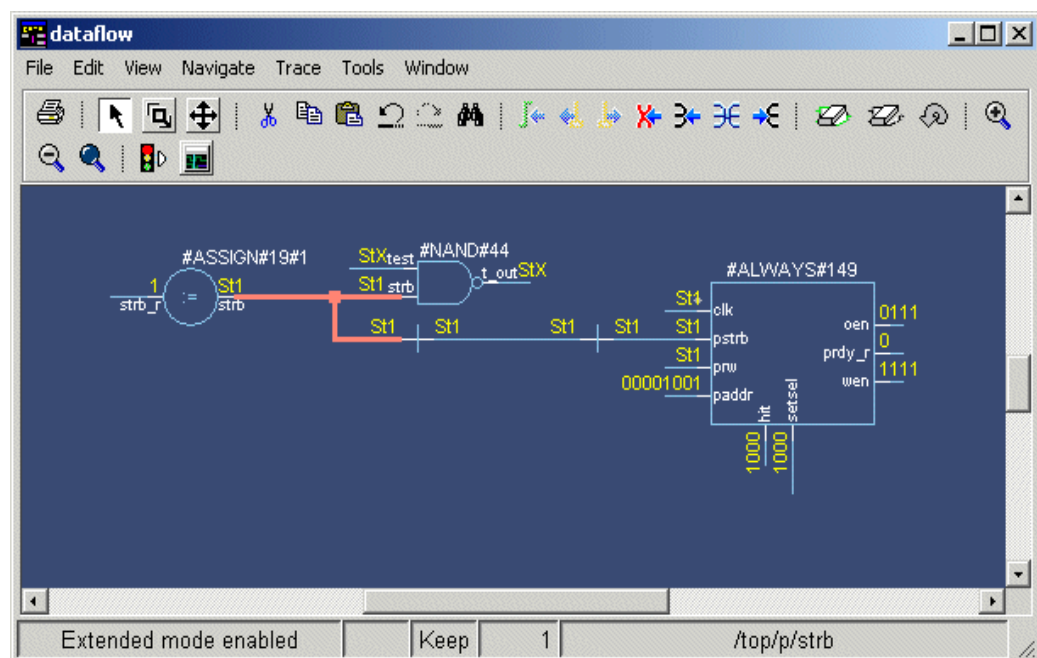 dataflow
File Edit View Navigate Trace Tools Window
#ASSIGN#19#1
1
strb_r
:=
St1
strb
StX
test
#NAND#44
St1
strb
_t_out
StX
St1
St1
St1
St1
#ALWAYS#149
St1
clk
St1
pstrb
St1
prw
00001001
paddr
oen
0111
prdy_r
0
wen
1111
hit
setsel
1000
1000
Extended mode enabled
Keep
1
/top/p/strb